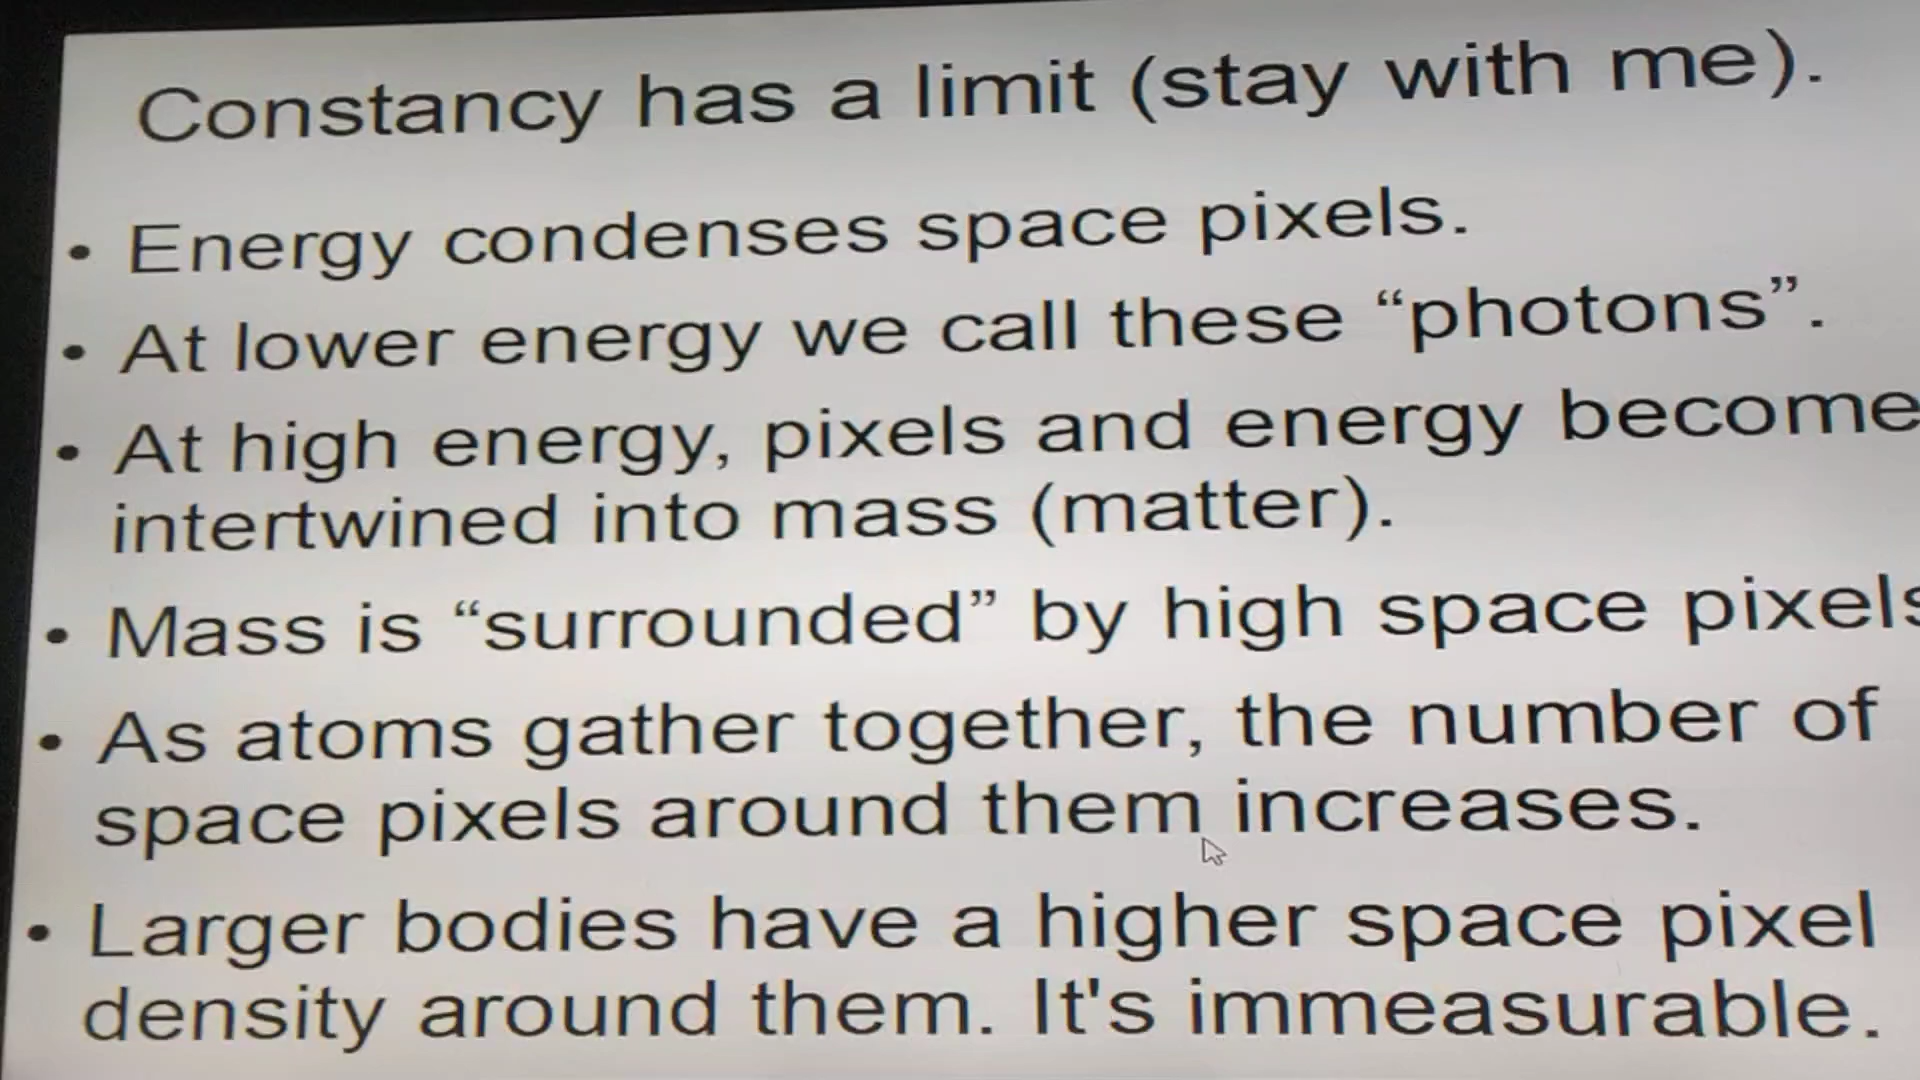 Constancy has a limit (stay with me).
• Energy condenses space pixels.
• At lower energy we call these “photons”.
• At high energy, pixels and energy become
intertwined into mass (matter).
• Mass is “surrounded” by high space pixels
• As atoms gather together, the number of
space pixels around them increases.
• Larger bodies have a higher space pixel
density around them. It's immeasurable.